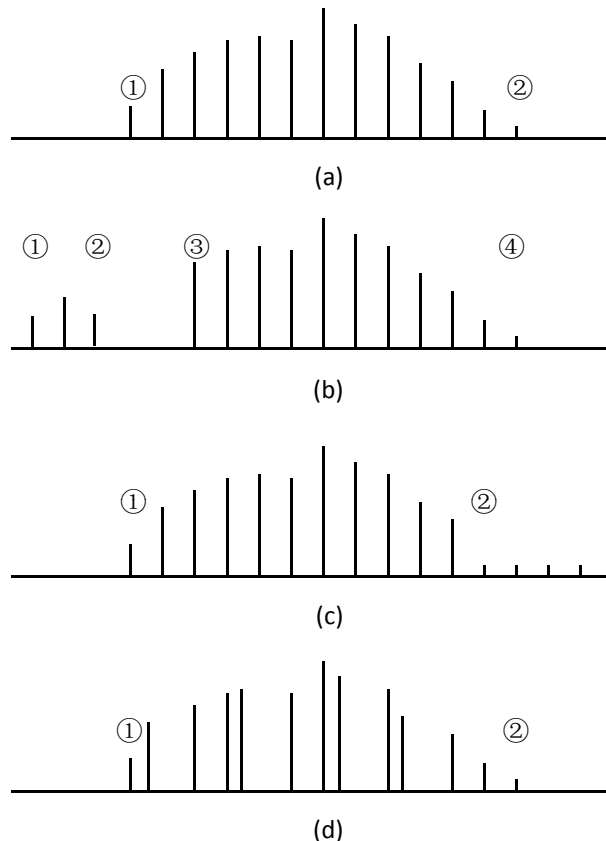 ① ②
(a)
① ② ③ ④
(b)
① ②
(c)
① ②
(d)